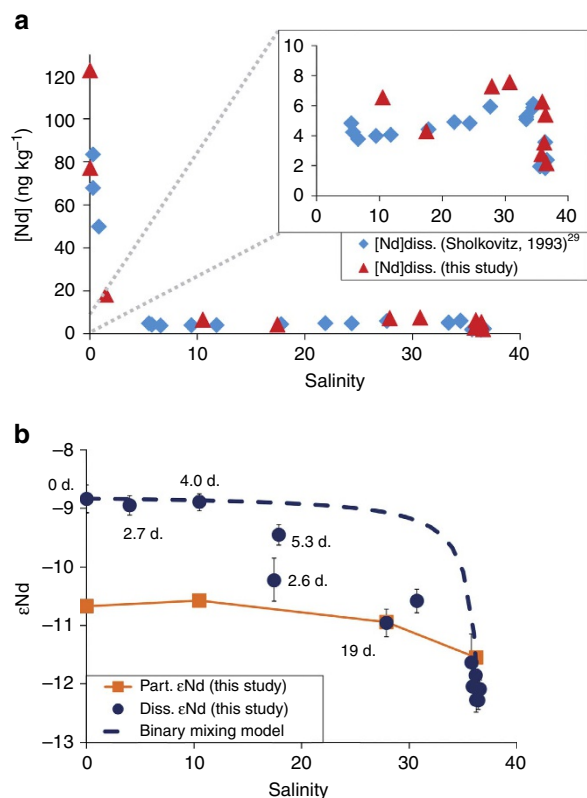 a
[Nd] (ng kg–1)
120
100
80
60
40
20
0
0
10
20
30
40
Salinity
10
8
6
4
2
0
0
10
20
30
40
[Nd]diss. (Sholkovitz, 1993)29
[Nd]diss. (this study)
b
εNd
–8
–9
–10
–11
–12
–13
0 d.
2.7 d.
4.0 d.
5.3 d.
2.6 d.
19 d.
Part. εNd (this study)
Diss. εNd (this study)
Binary mixing model
0
10
20
30
40
Salinity